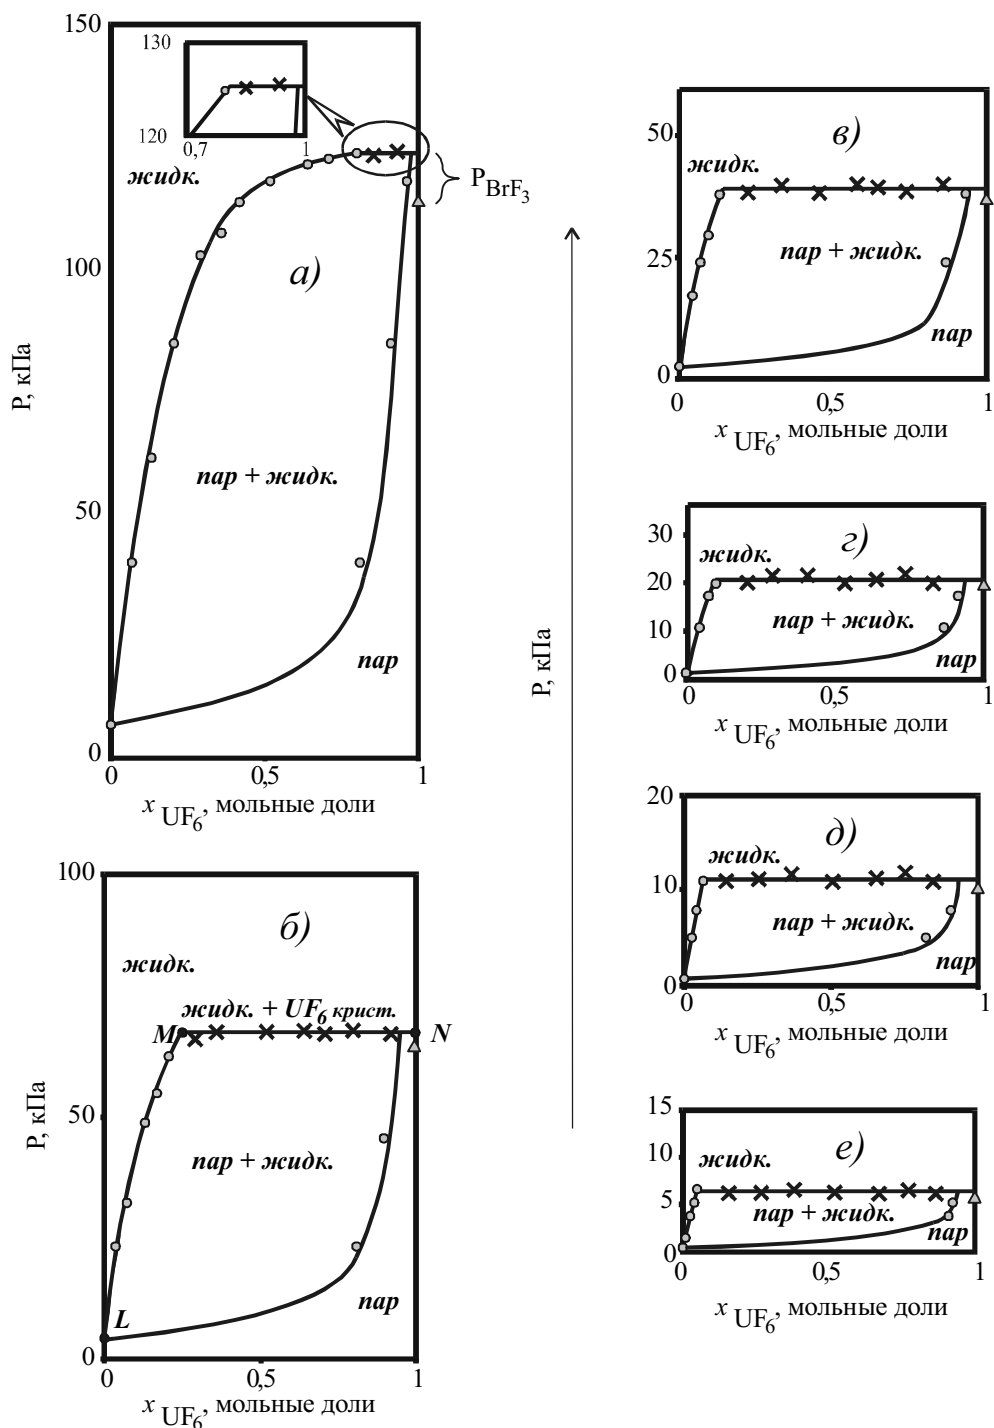 150
130
120
0,7
1
жидк.
P BrF3
100
а)
P, кПа
50
пар + жидк.
пар
0
0
0,5
1
x UF6, мольные доли
100
б)
жидк.
жидк. + UF6 крист.
M
N
P, кПа
50
пар + жидк.
пар
L
0
0
0,5
1
x UF6, мольные доли
P, кПа
50
в)
жидк.
25
пар + жидк.
пар
0
0
0,5
1
x UF6, мольные доли
30
г)
жидк.
20
пар + жидк.
10
пар
0
0
0,5
1
x UF6, мольные доли
20
д)
жидк.
10
пар + жидк.
пар
0
0
0,5
1
x UF6, мольные доли
15
е)
10
жидк.
5
пар + жидк.
пар
0
0
0,5
1
x UF6, мольные доли